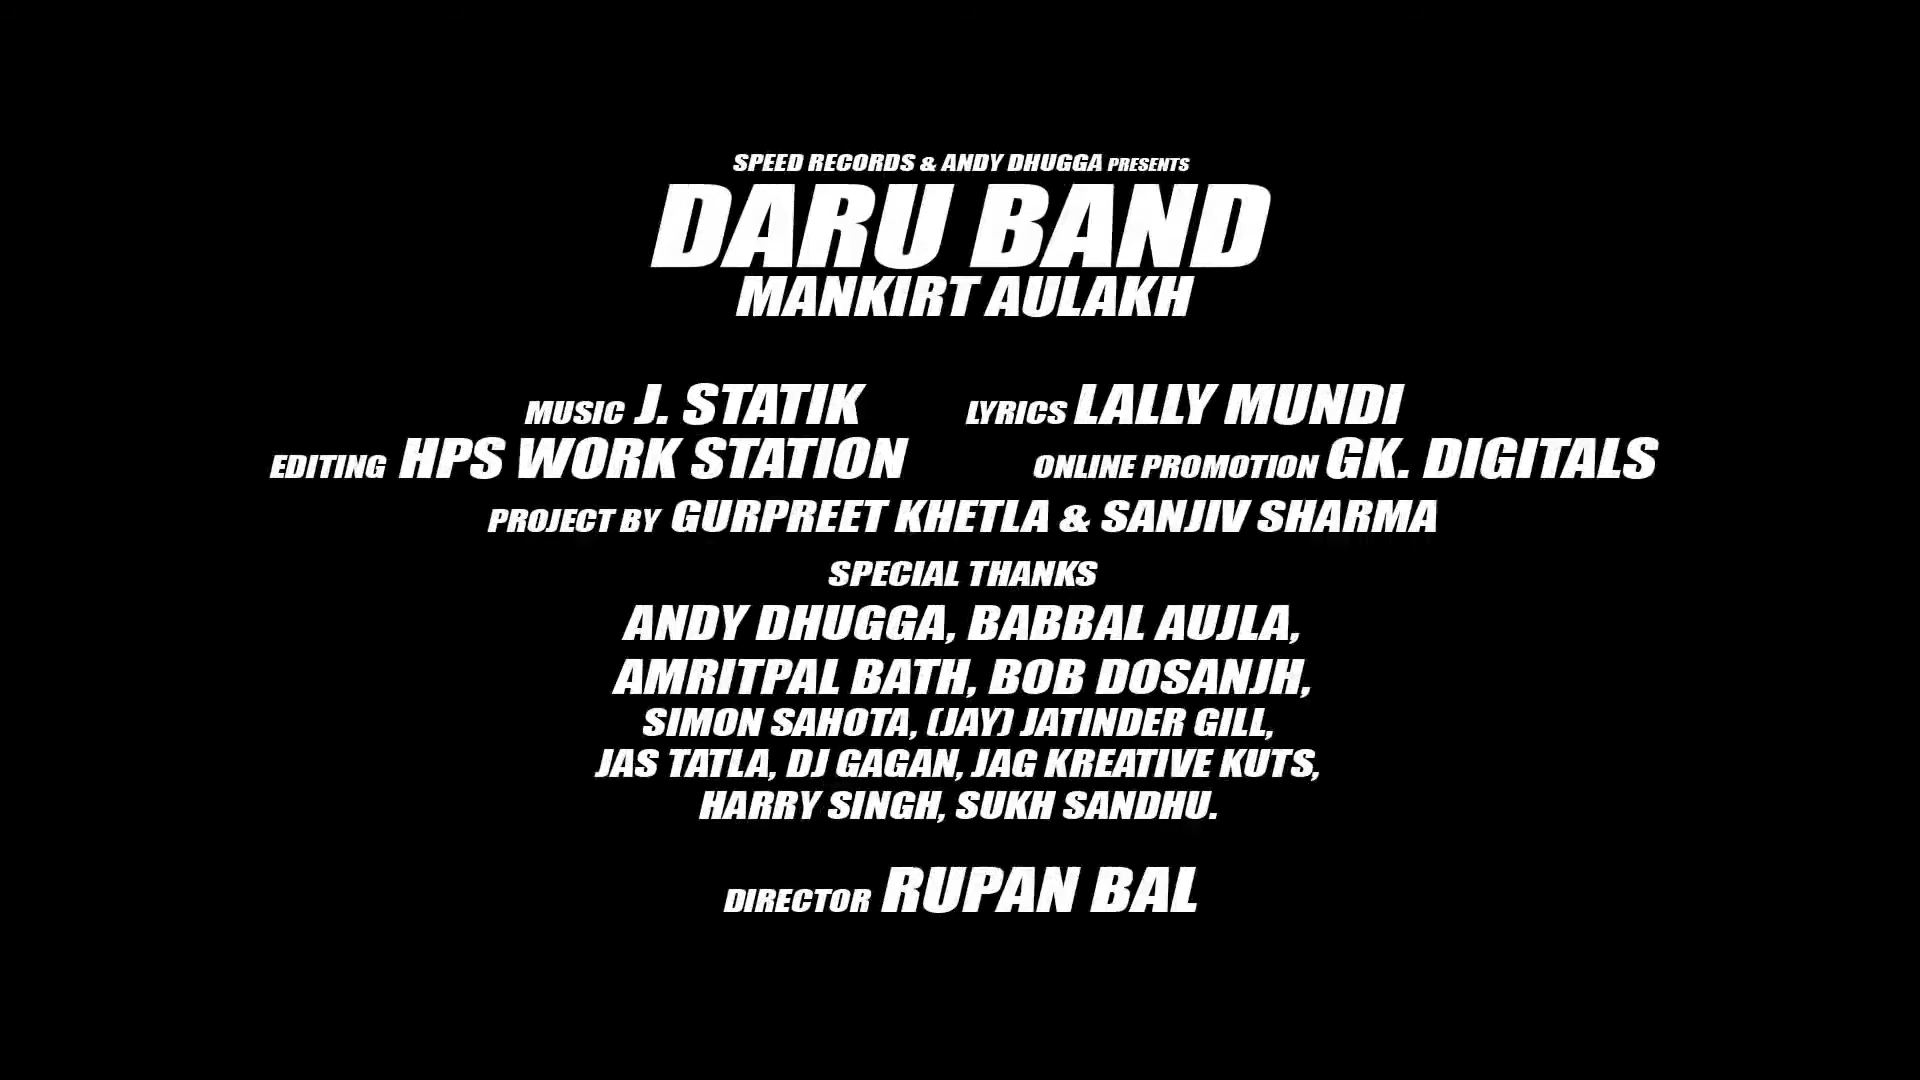 SPEED RECORDS & ANDY DHUGGA PRESENTS
DARU BAND
MANKIRT AULAKH
MUSIC J. STATIK LYRICS LALLY MUNDI
EDITING HPS WORK STATION ONLINE PROMOTION GK. DIGITALS
PROJECT BY GURPREET KHETLA & SANJIV SHARMA
SPECIAL THANKS
ANDY DHUGGA, BABBAL AUJLA,
AMRITPAL BATH, BOB DOSANJH,
SIMON SAHOTA, (JAY) JATINDER GILL,
JAS TATLA, DJ GAGAN, JAG KREATIVE KUTS,
HARRY SINGH, SUKH SANDHU.
DIRECTOR RUPAN BAL